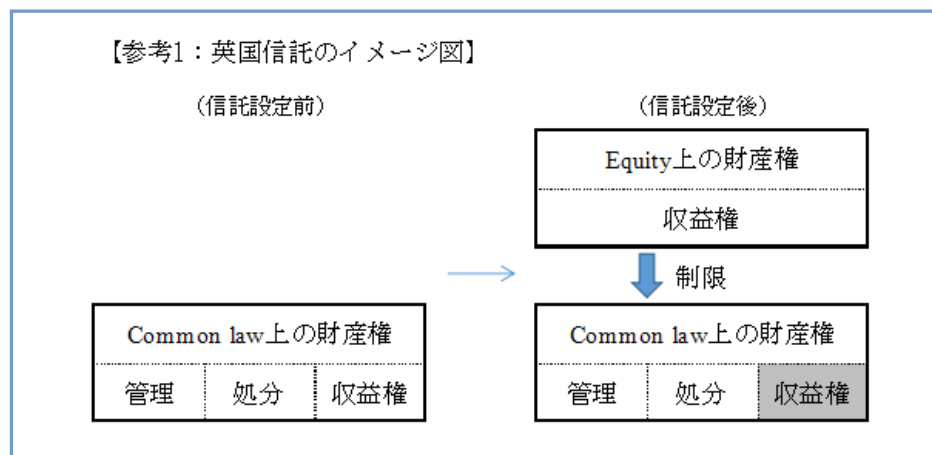 【参考1：英国信託のイメージ図】
（信託設定前）
（信託設定後）
Equity上の財産権
収益権
制限
Common law上の財産権
管理
処分
収益権
Common law上の財産権
管理
処分
収益権